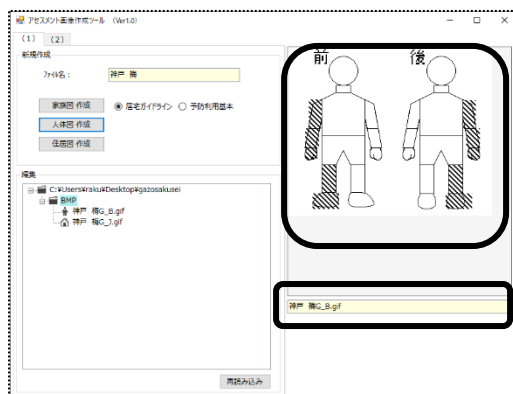 アセスメント画像作成ツール (Ver1.0)
(1) (2)
新規作成
ファイル名: 神戸 梅
家族図 作成 居宅ガイドライン 予防利用基本
人体図 作成
住居図 作成
編集
C:¥Users¥raku¥Desktop¥gazosakusei
BMP
神戸 梅G_B.gif
神戸 梅G_J.gif
再読み込み
前 後
神戸 梅G_B.gif